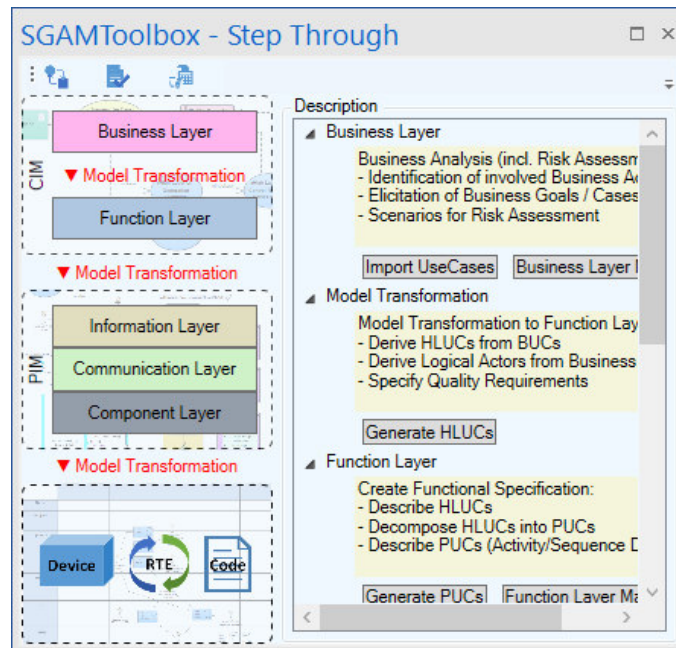 SGAMToolbox - Step Through
CIM
Business Layer
▼ Model Transformation
Function Layer
▼ Model Transformation
PIM
Information Layer
Communication Layer
Component Layer
▼ Model Transformation
Device
RTE
Code
Description
Business Layer
Business Analysis (incl. Risk Assessm
- Identification of involved Business A
- Elicitation of Business Goals / Cases
- Scenarios for Risk Assessment
Import UseCases
Business Layer
Model Transformation
Model Transformation to Function Lay
- Derive HLUCs from BUCs
- Derive Logical Actors from Business
- Specify Quality Requirements
Generate HLUCs
Function Layer
Create Functional Specification:
- Describe HLUCs
- Decompose HLUCs into PUCs
- Describe PUCs (Activity/Sequence D
Generate PUCs
Function Layer Ma